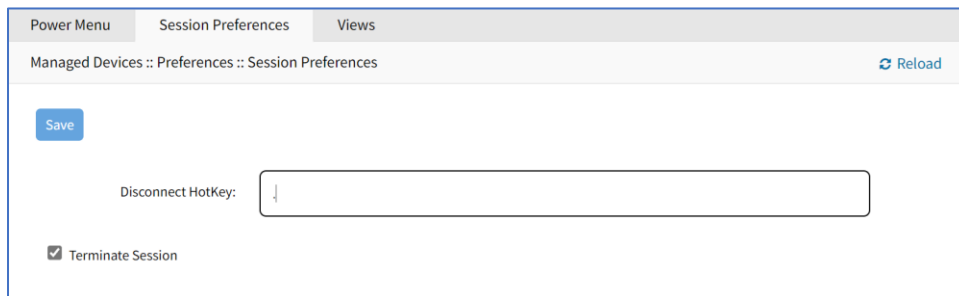 Power Menu Session Preferences Views
Managed Devices :: Preferences :: Session Preferences Reload
Save
Disconnect HotKey: .
Terminate Session